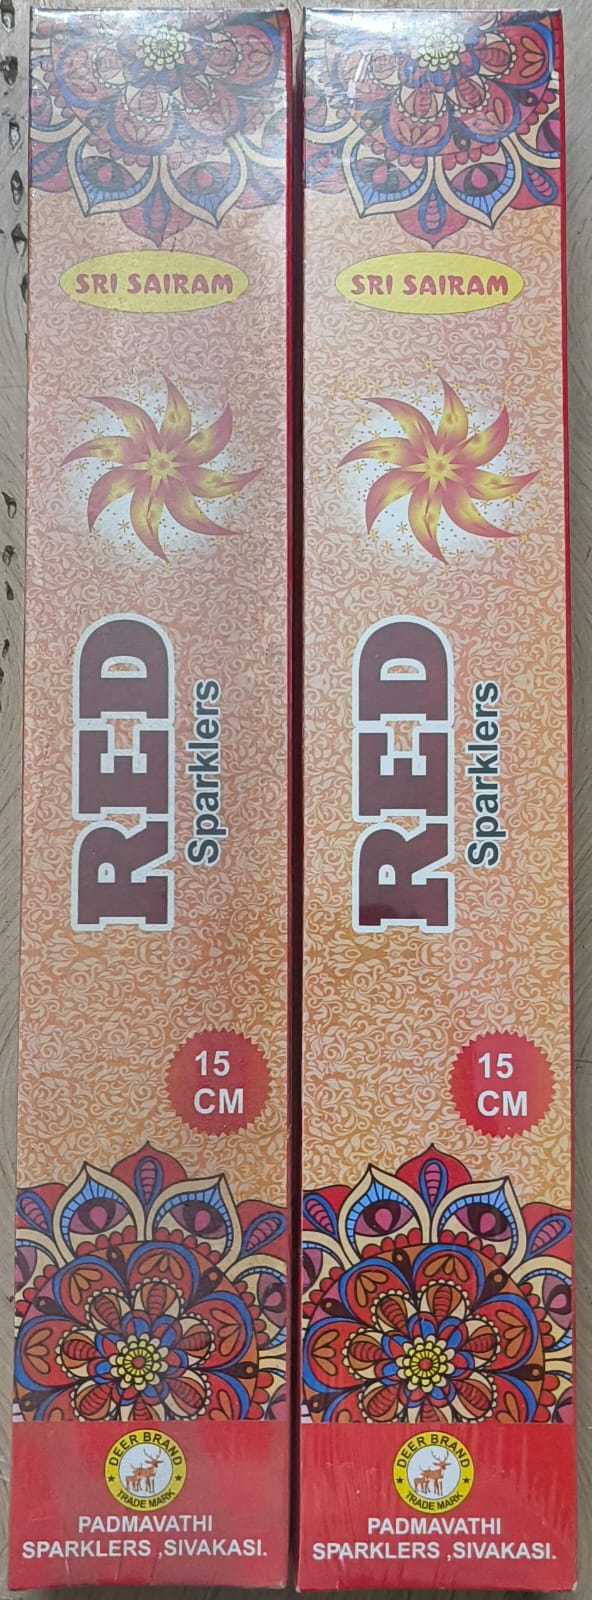 SRI SAIRAM
RED
Sparklers
15
CM
DEER BRAND
TRADE MARK
PADMAVATHI
SPARKLERS ,SIVAKASI.
SRI SAIRAM
RED
Sparklers
15
CM
DEER BRAND
TRADE MARK
PADMAVATHI
SPARKLERS ,SIVAKASI.